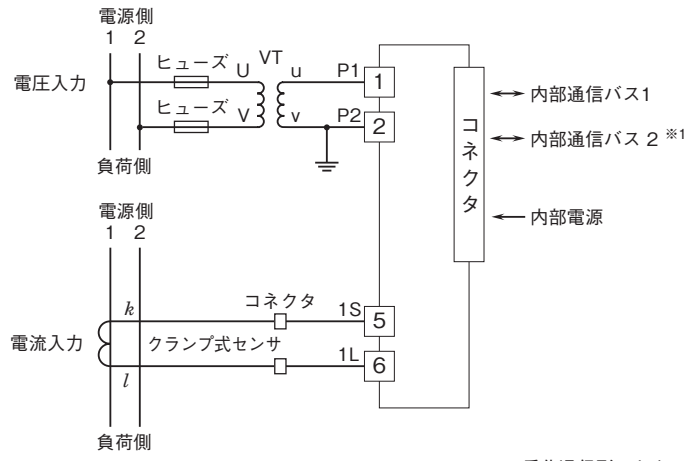 電源側
1 2
電圧入力
ヒューズ U VT u P1 1
ヒューズ V v P2 2
負荷側
コネクタ
内部通信バス1
内部通信バス 2 ※1
内部電源
電源側
1 2
電流入力
k コネクタ 1S 5
クランプ式センサ
l 1L 6
負荷側